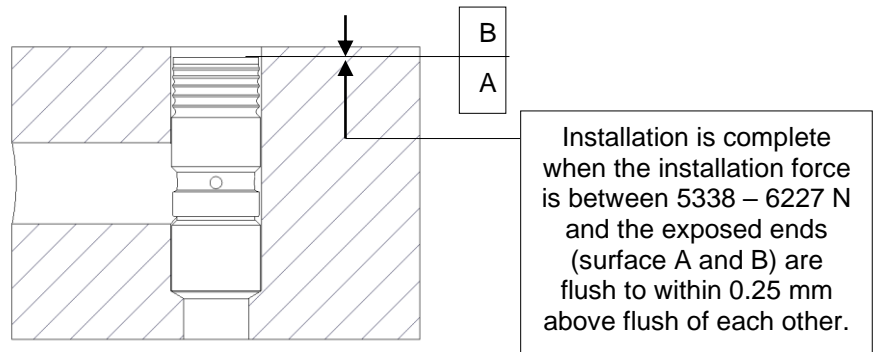 B
A
Installation is complete
when the installation force
is between 5338 – 6227 N
and the exposed ends
(surface A and B) are
flush to within 0.25 mm
above flush of each other.